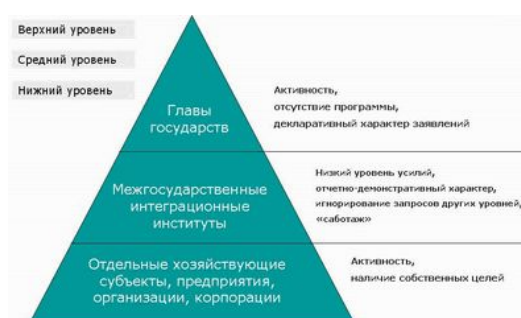 Верхний уровень
Средний уровень
Нижний уровень
Главы
государств
Активность,
отсутствие программы,
декларативный характер заявлений
Межгосударственные
интеграционные
институты
Низкий уровень усилий,
отчетно-демонстративный характер,
игнорирование запросов других уровней,
«саботаж»
Отдельные хозяйствующие
субъекты, предприятия,
организации, корпорации
Активность,
наличие собственных целей